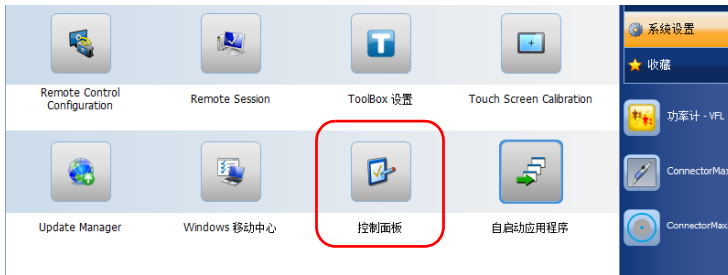 Remote Control
Configuration
Remote Session
ToolBox 设置
Touch Screen Calibration
Update Manager
Windows 移动中心
控制面板
自启动应用程序
系统设置
收藏
功率计 - VFL
ConnectorMax
ConnectorMax